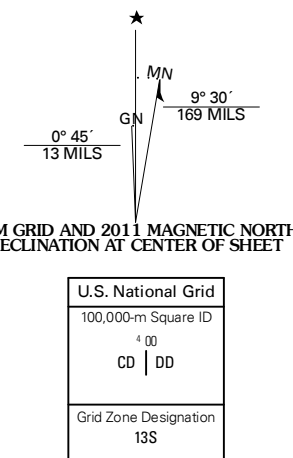 ★
MN
GN
9° 30´
169 MILS
0° 45´
13 MILS
M GRID AND 2011 MAGNETIC NORTH
ECLINATION AT CENTER OF SHEET
U.S. National Grid
100,000-m Square ID
4 00
CD | DD
Grid Zone Designation
13S